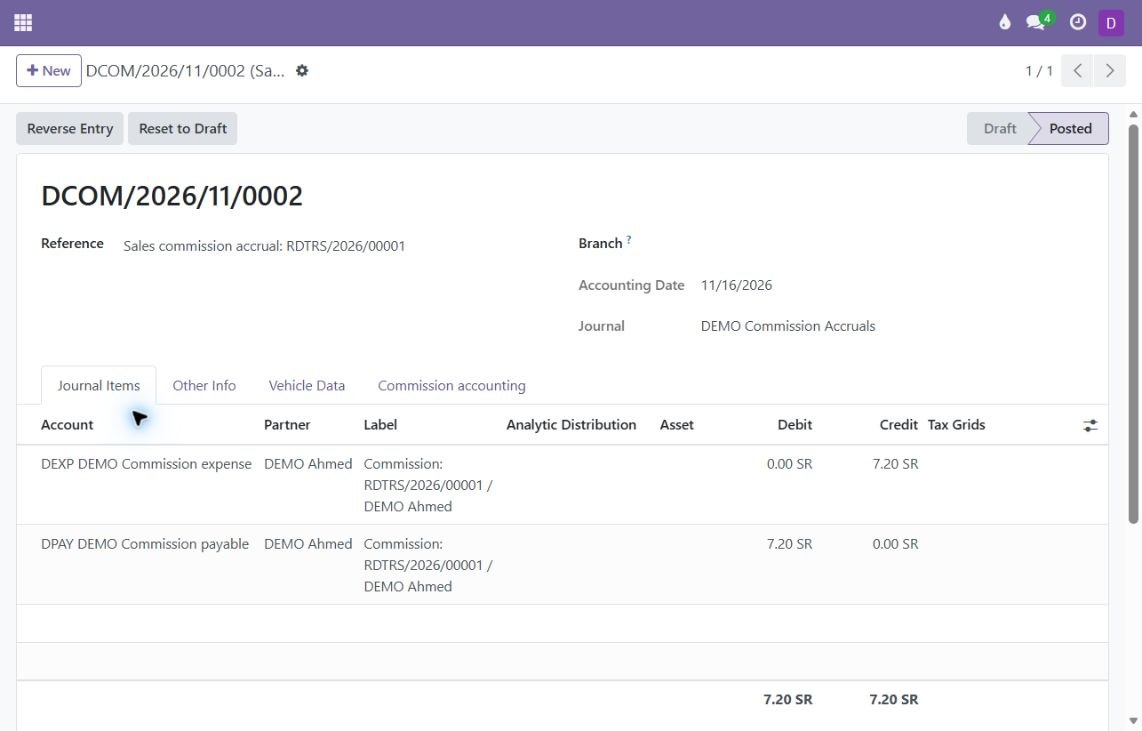 4
D
New
DCOM/2026/11/0002 (Sa...
1 / 1
Reverse Entry
Reset to Draft
Draft
Posted
DCOM/2026/11/0002
Reference
Sales commission accrual: RDTRS/2026/00001
Branch ?
Accounting Date
11/16/2026
Journal
DEMO Commission Accruals
Journal Items
Other Info
Vehicle Data
Commission accounting
Account Partner Label Analytic Distribution Asset Debit Credit Tax Grids
DEXP DEMO Commission expense DEMO Ahmed Commission: 0.00 SR 7.20 SR
RDTRS/2026/00001 /
DEMO Ahmed
DPAY DEMO Commission payable DEMO Ahmed Commission: 7.20 SR 0.00 SR
RDTRS/2026/00001 /
DEMO Ahmed
7.20 SR 7.20 SR